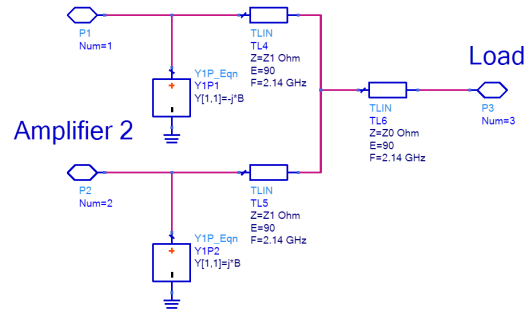 P1
Num=1
TLIN
TL4
Z=Z1 Ohm
E=90
F=2.14 GHz
Load
Y1P_Eqn
Y1P1
Y[1,1]=-j*B
TLIN
TL6
Z=Z0 Ohm
E=90
F=2.14 GHz
P3
Num=3
Amplifier 2
P2
Num=2
TLIN
TL5
Z=Z1 Ohm
E=90
F=2.14 GHz
Y1P_Eqn
Y1P2
Y[1,1]=j*B